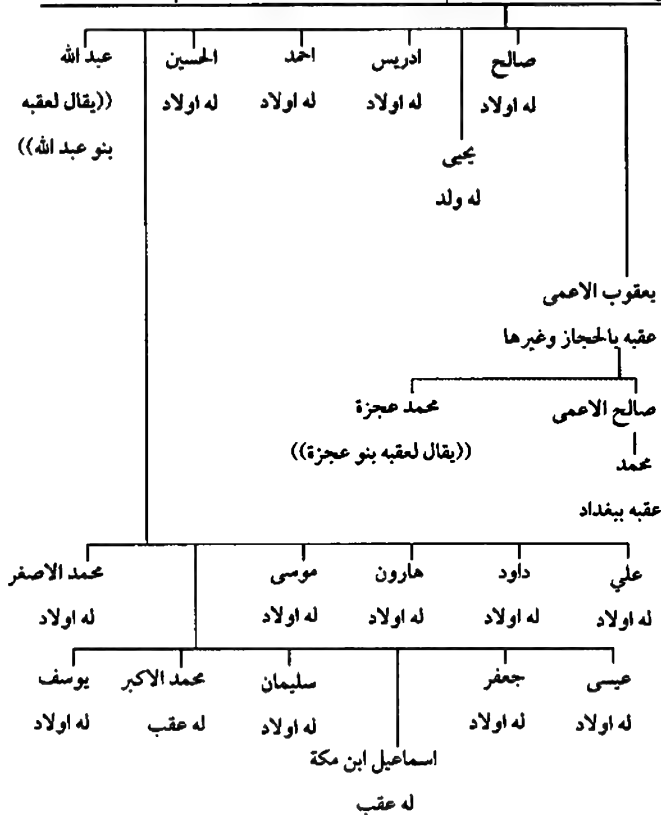 صالح
له اولاد
ادريس
له اولاد
احمد
له اولاد
الحسين
له اولاد
عبد الله
((يقال لعقبه
بنو عبد الله))
يحيى
له ولد
يعقوب الاعمى
عقبه بالحجاز وغيرها
صالح الاعمى
محمد عجزة
((يقال لعقبه بنو عجزة))
محمد
عقبه ببغداد
علي
له اولاد
داود
له اولاد
هارون
له اولاد
موسى
له اولاد
محمد الاصغر
له اولاد
عيسى
له اولاد
جعفر
له اولاد
سليمان
له اولاد
محمد الاكبر
له عقب
يوسف
له اولاد
اسماعيل ابن مكة
له عقب